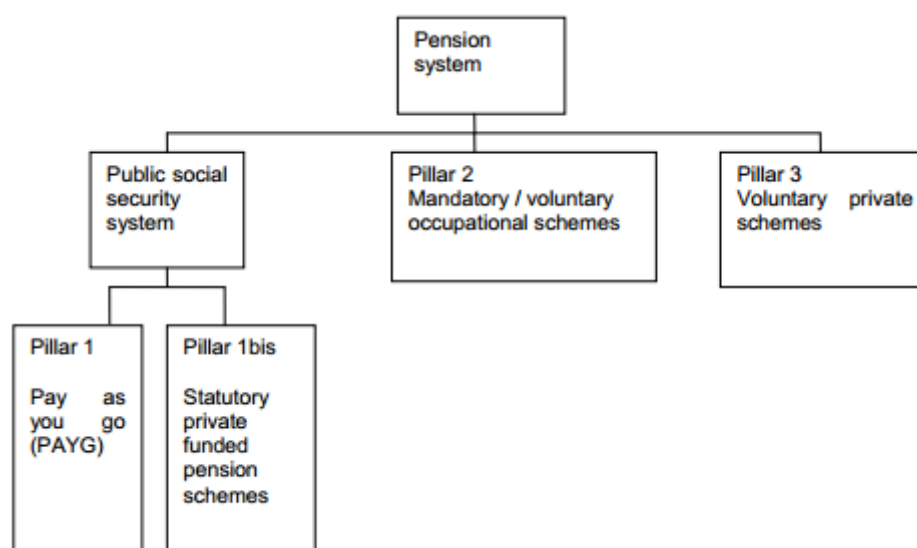 Pension
system
Public social
security
system
Pillar 2
Mandatory / voluntary
occupational schemes
Pillar 3
Voluntary private
schemes
Pillar 1
Pay as
you go
(PAYG)
Pillar 1bis
Statutory
private
funded
pension
schemes